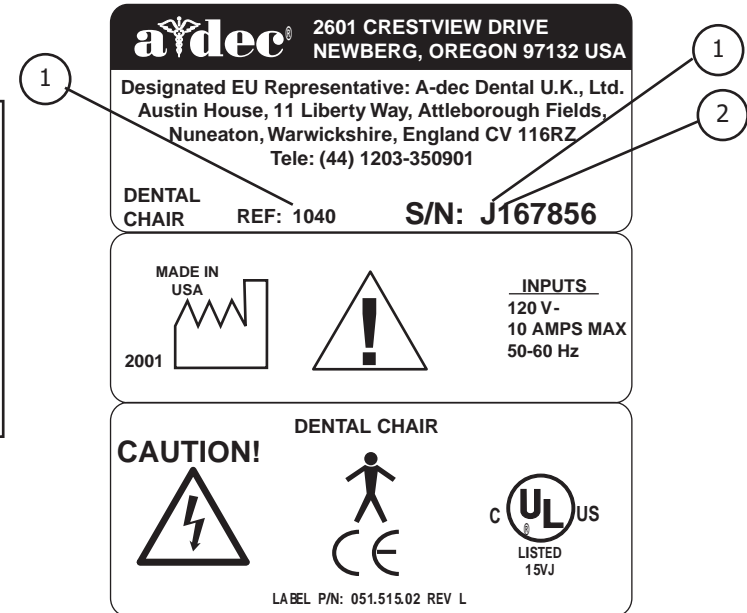 a dec®
2601 CRESTVIEW DRIVE
NEWBERG, OREGON 97132 USA
1
1
2
Designated EU Representative: A-dec Dental U.K., Ltd.
Austin House, 11 Liberty Way, Attleborough Fields,
Nuneaton, Warwickshire, England CV 116RZ
Tele: (44) 1203-350901
DENTAL
CHAIR
REF: 1040
S/N: J167856
MADE IN
USA
2001
!
INPUTS
120 V-
10 AMPS MAX
50-60 Hz
DENTAL CHAIR
CAUTION!
CE
C UL® US
LISTED
15VJ
LABEL P/N: 051.515.02 REV L